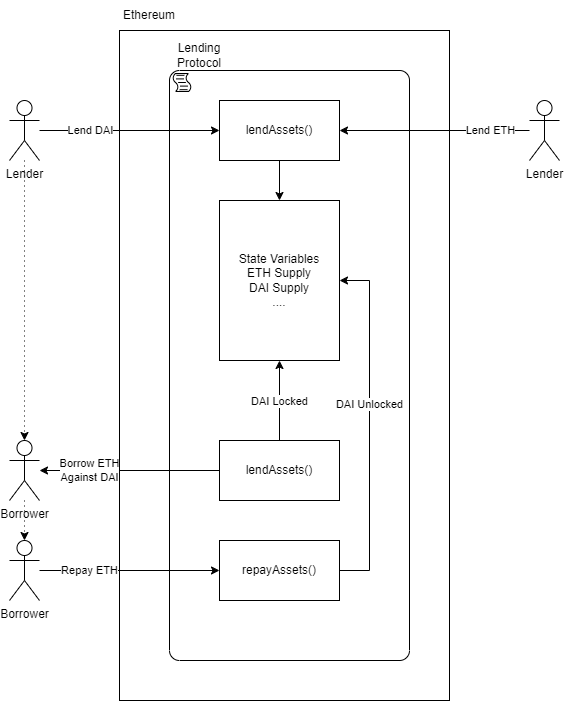 Ethereum
Lending
Protocol
Lend DAI
lendAssets()
Lend ETH
Lender
Lender
State Variables
ETH Supply
DAI Supply
....
DAI Locked
DAI Unlocked
Borrow ETH
Against DAI
lendAssets()
Borrower
Repay ETH
repayAssets()
Borrower